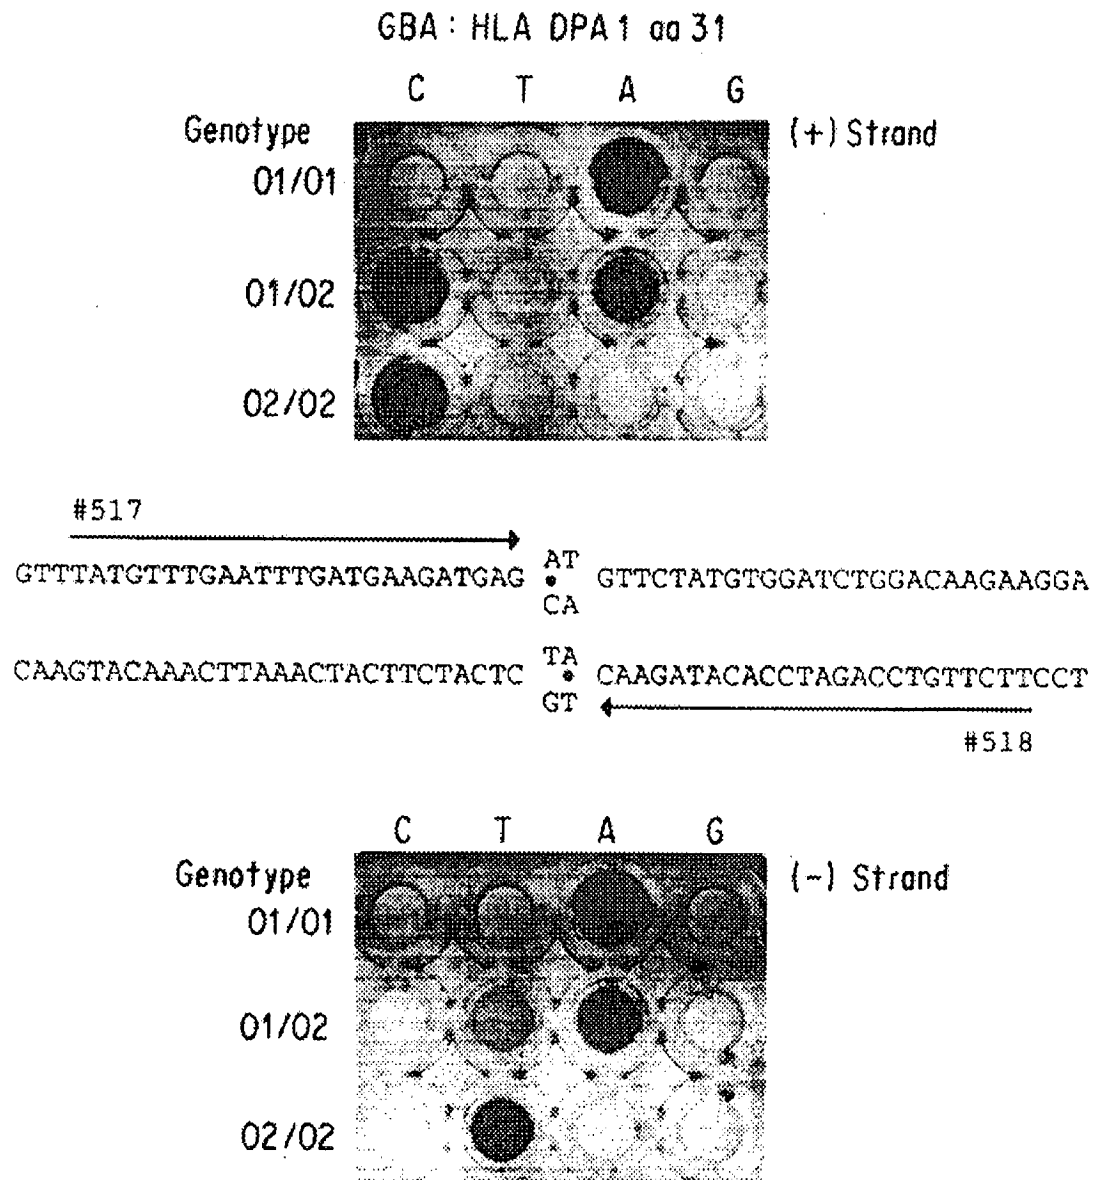 GBA : HLA DPA1 aa 31
C T A G
Genotype (+) Strand
01/01
01/02
02/02
#517
AT
GTTTATGTTTGAATTTGATGAAGATGAG • GTTCTATGTGGATCTGGACAAGAAGGA
CA
TA
CAAGTACAAACTTAAACTACTTCTACTC • CAAGATACACCTAGACCTGTTCTTCCT
GT
#518
C T A G
Genotype (-) Strand
01/01
01/02
02/02